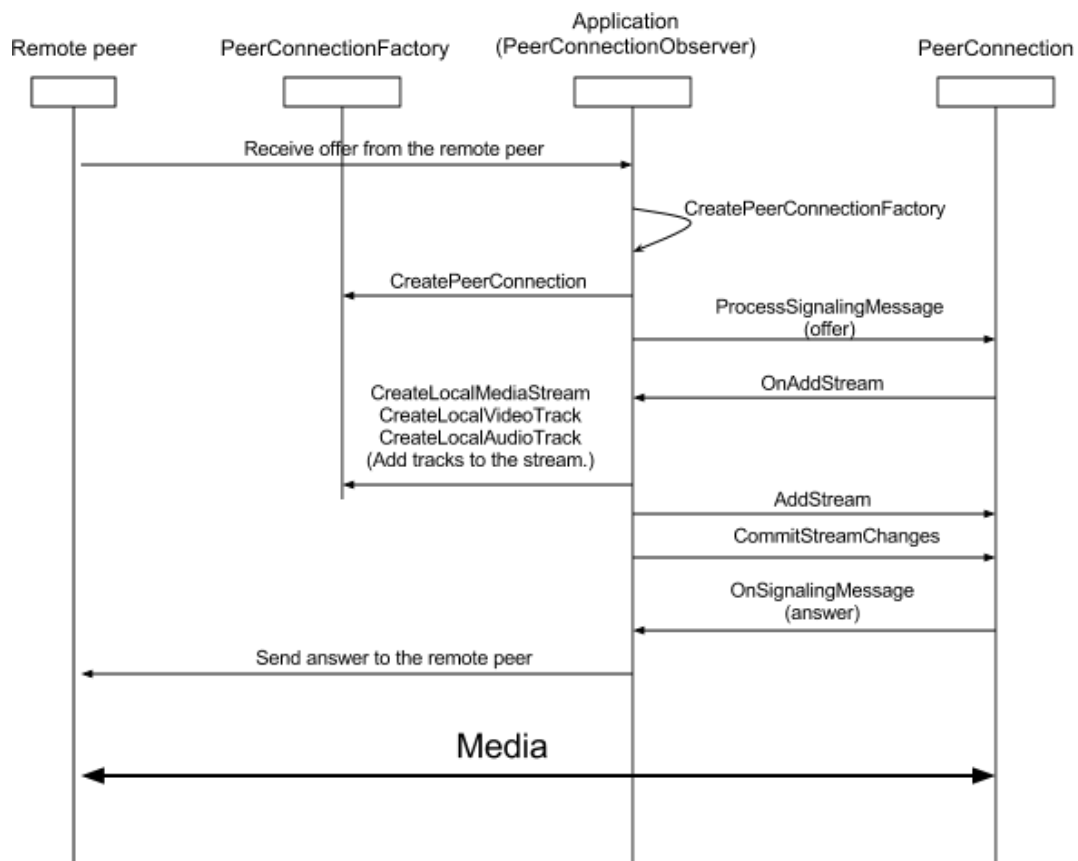 Application
Remote peer
PeerConnectionFactory
(PeerConnectionObserver)
PeerConnection
Receive offer from the remote peer
CreatePeerConnectionFactory
CreatePeerConnection
ProcessSignalingMessage
(offer)
OnAddStream
CreateLocalMediaStream
CreateLocalVideoTrack
CreateLocalAudioTrack
(Add tracks to the stream.)
AddStream
CommitStreamChanges
OnSignalingMessage
(answer)
Send answer to the remote peer
Media